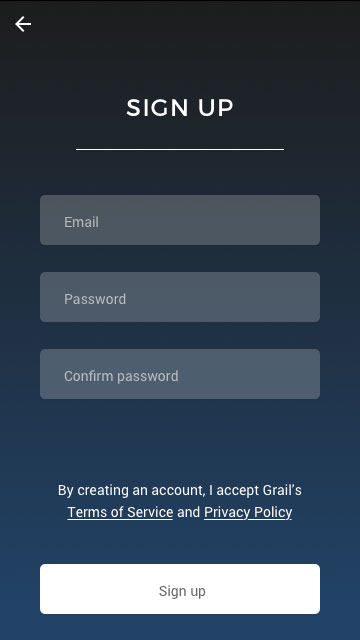 SIGN UP
Email
Password
Confirm password
By creating an account, I accept Grail's
Terms of Service and Privacy Policy
Sign up